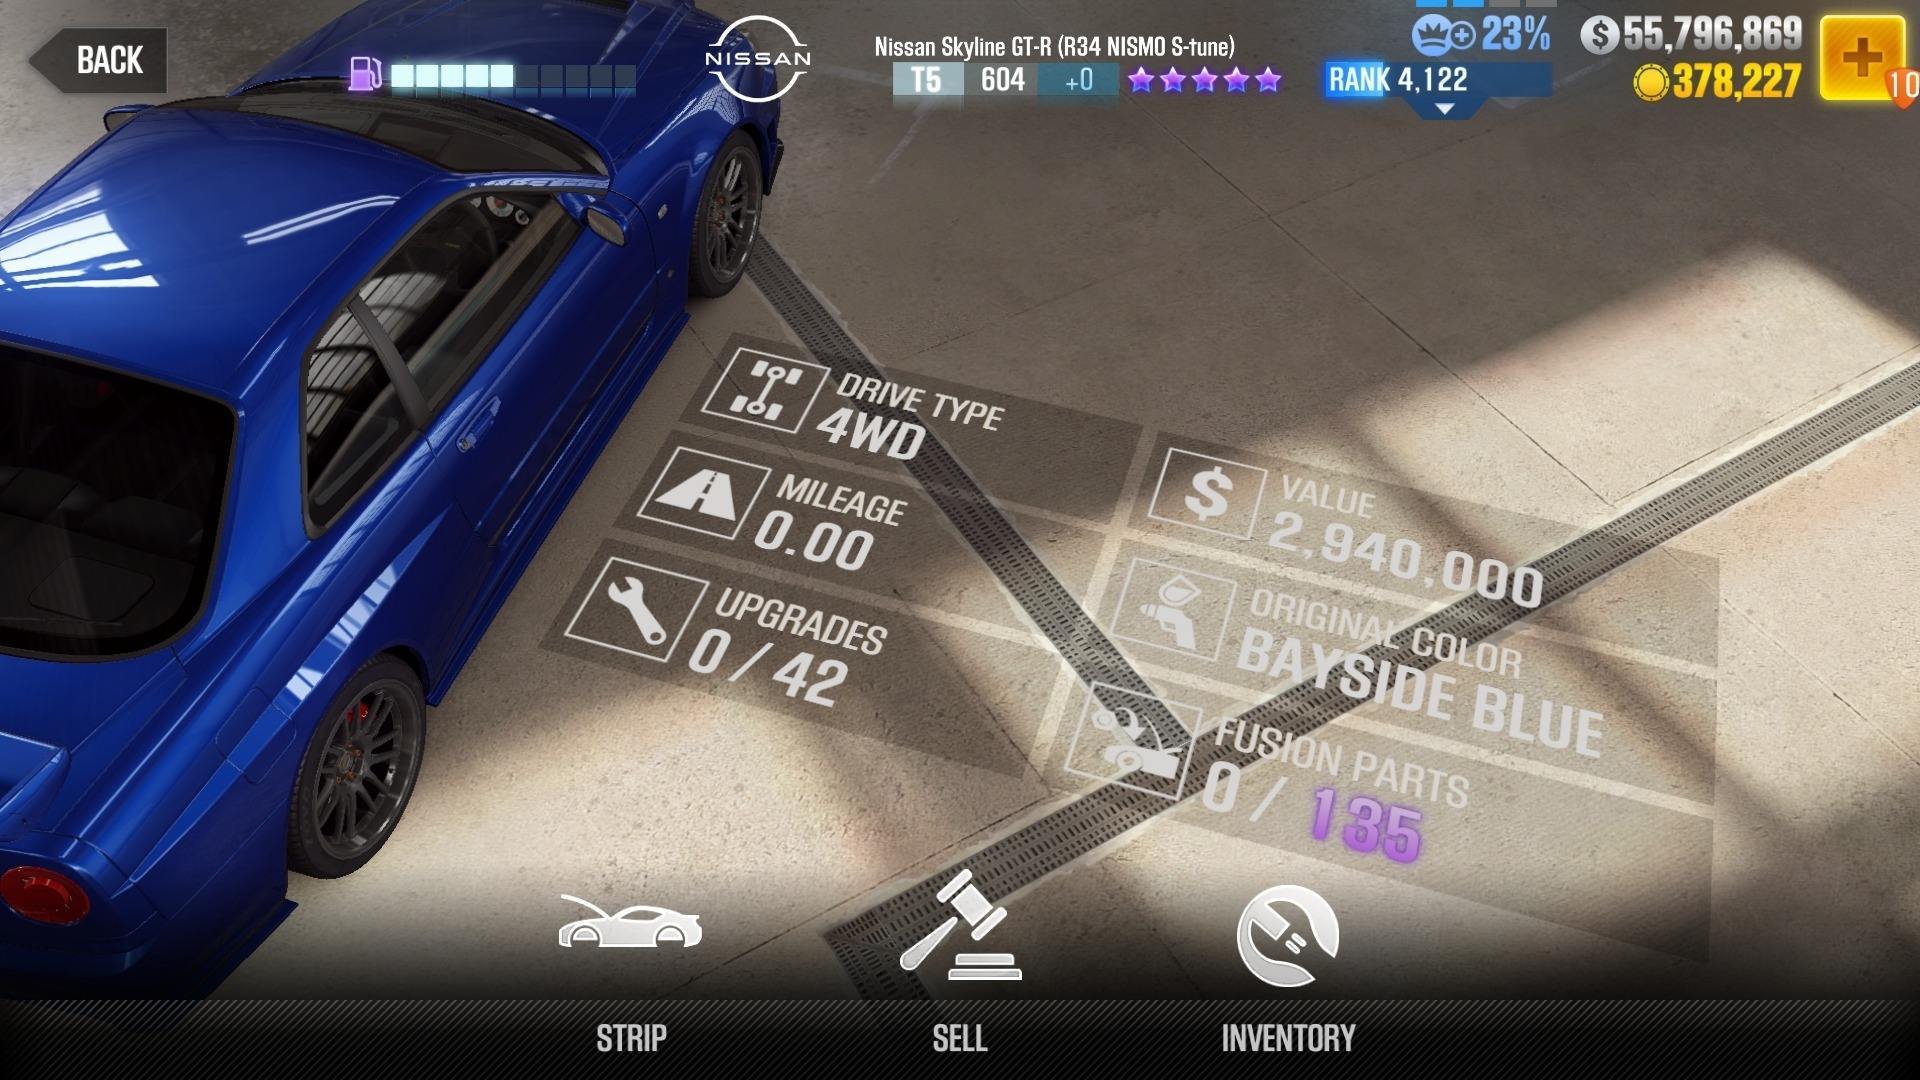 BACK
NISSAN
Nissan Skyline GT-R (R34 NISMO S-tune)
T5 604 +0
23%
RANK 4,122
$ 55,796,869
378,227
+
10
DRIVE TYPE
4WD
MILEAGE
0.00
UPGRADES
0 / 42
$ VALUE
2,940,000
ORIGINAL COLOR
BAYSIDE BLUE
FUSION PARTS
0 / 135
STRIP
SELL
INVENTORY